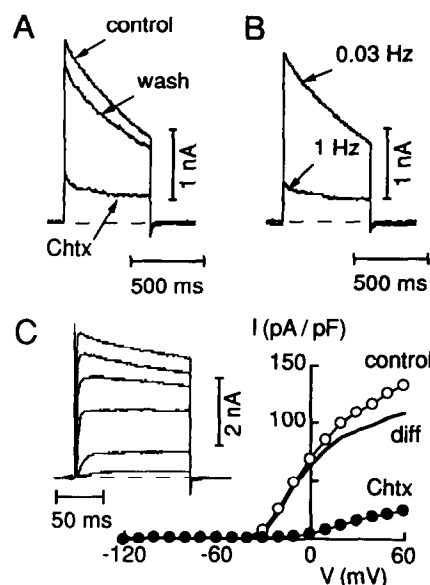 A
control
wash
1 nA
Chtx
500 ms
B
0.03 Hz
1 Hz
1 nA
500 ms
C
2 nA
50 ms
I (pA / pF)
150
100
control
diff
Chtx
-120
-60
0
60
V (mV)